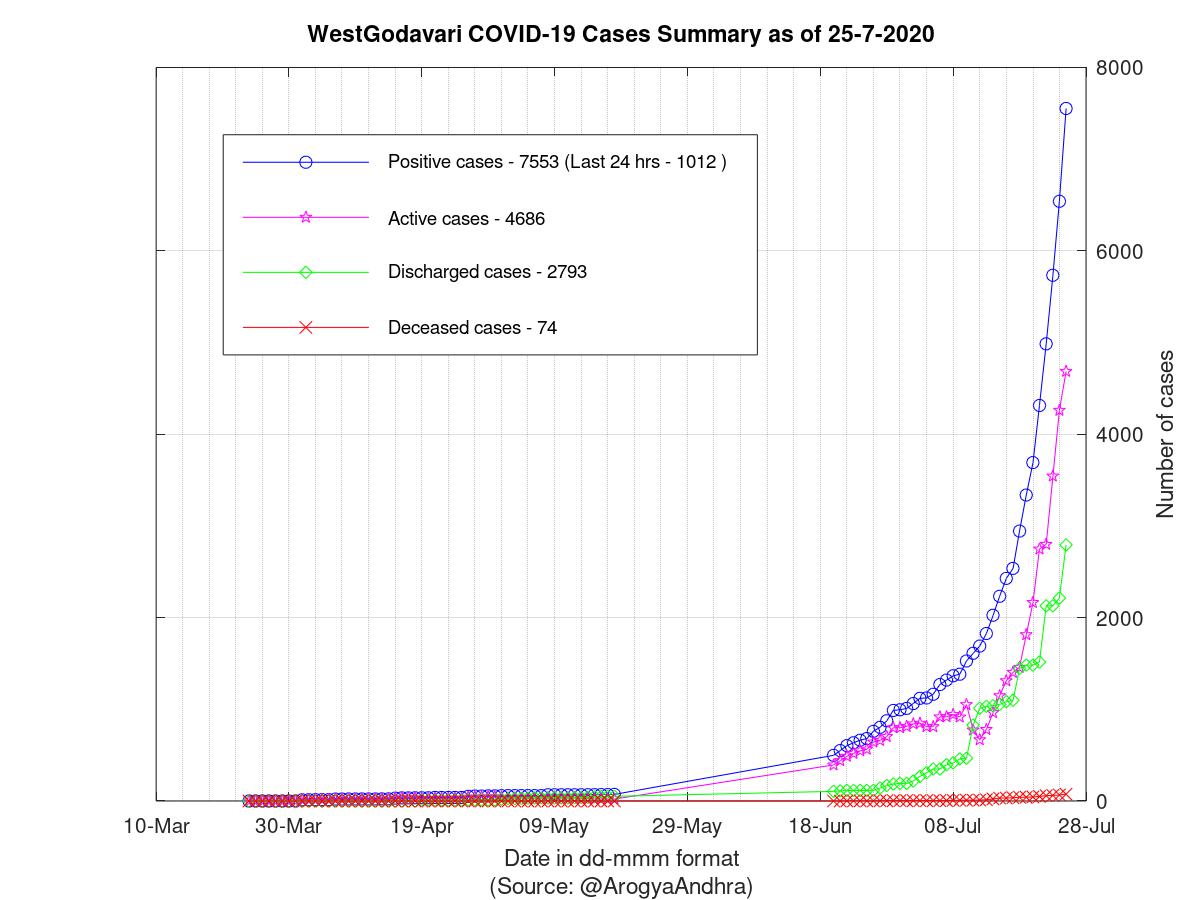 WestGodavari COVID-19 Cases Summary as of 25-7-2020
8000
Positive cases - 7553 (Last 24 hrs - 1012 )
Active cases - 4686
6000
Discharged cases - 2793
Deceased cases - 74
4000
Number of cases
2000
0
10-Mar 30-Mar 19-Apr 09-May 29-May 18-Jun 08-Jul 28-Jul
Date in dd-mmm format
(Source: @ArogyaAndhra)